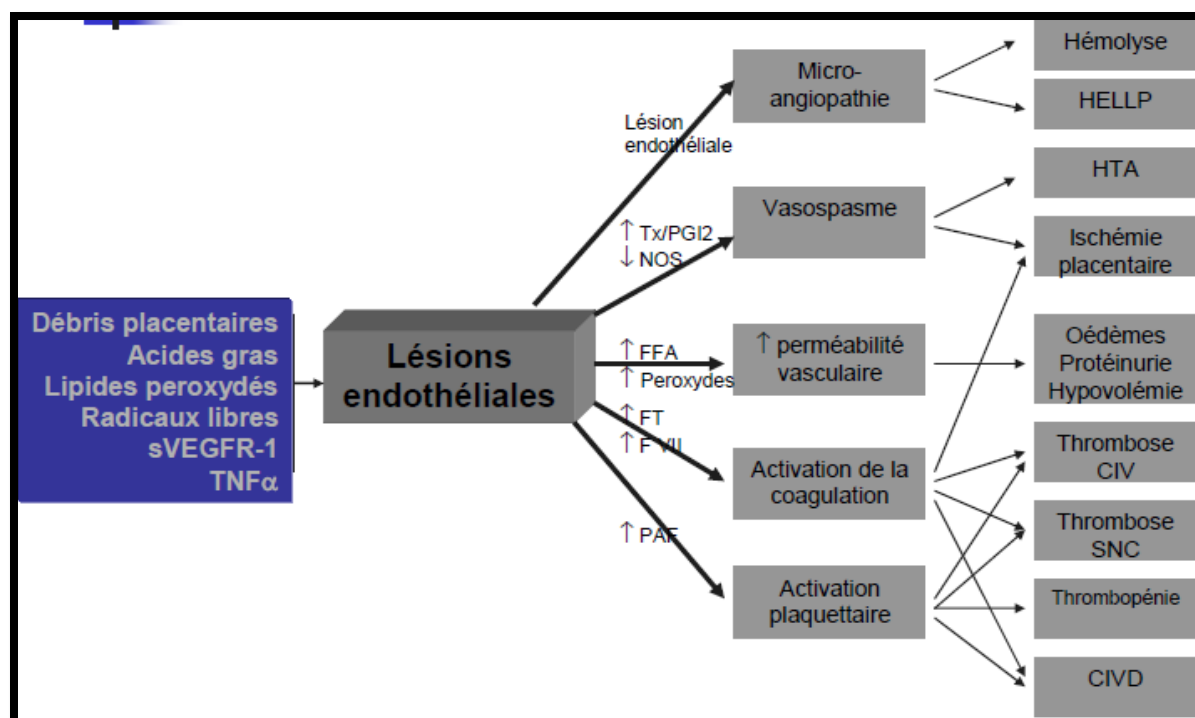 Débris placentaires
Acides gras
Lipides peroxydés
Radicaux libres
sVEGFR-1
TNFα
Lésions
endothéliales
Lésion
endothéliale
↑ Tx/PGI2
↓ NOS
↑ FFA
↑ Peroxydes
↑ FT
↑ F VII
↑ PAF
Micro-
angiopathie
Vasospasme
↑ perméabilité
vasculaire
Activation de la
coagulation
Activation
plaquettaire
Hémolyse
HELLP
HTA
Ischémie
placentaire
Oédèmes
Protéinurie
Hypovolémie
Thrombose
CIV
Thrombose
SNC
Thrombopénie
CIVD